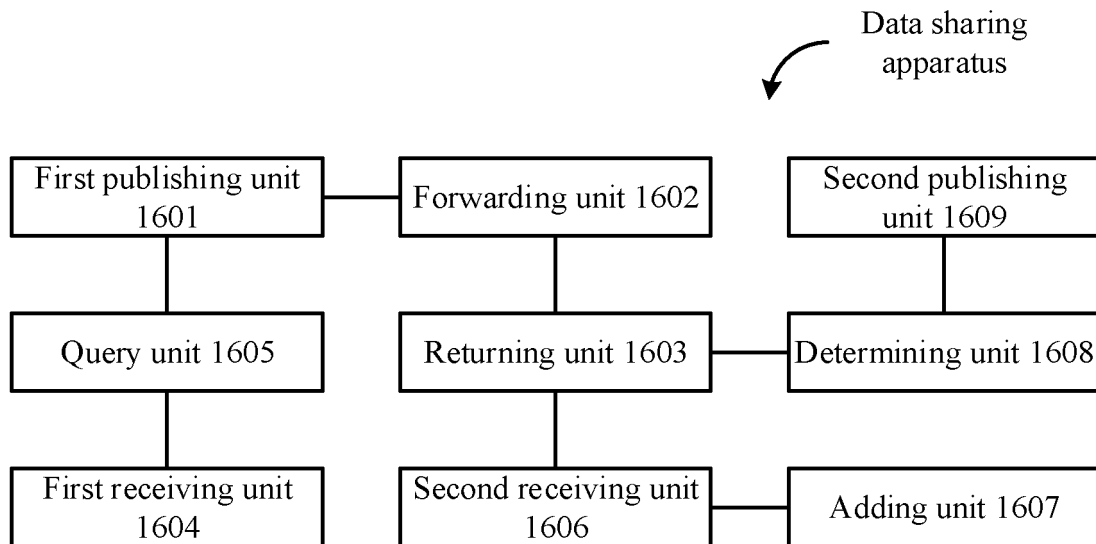 Data sharing
apparatus
First publishing unit
1601
Forwarding unit 1602
Second publishing
unit 1609
Query unit 1605
Returning unit 1603
Determining unit 1608
First receiving unit
1604
Second receiving unit
1606
Adding unit 1607